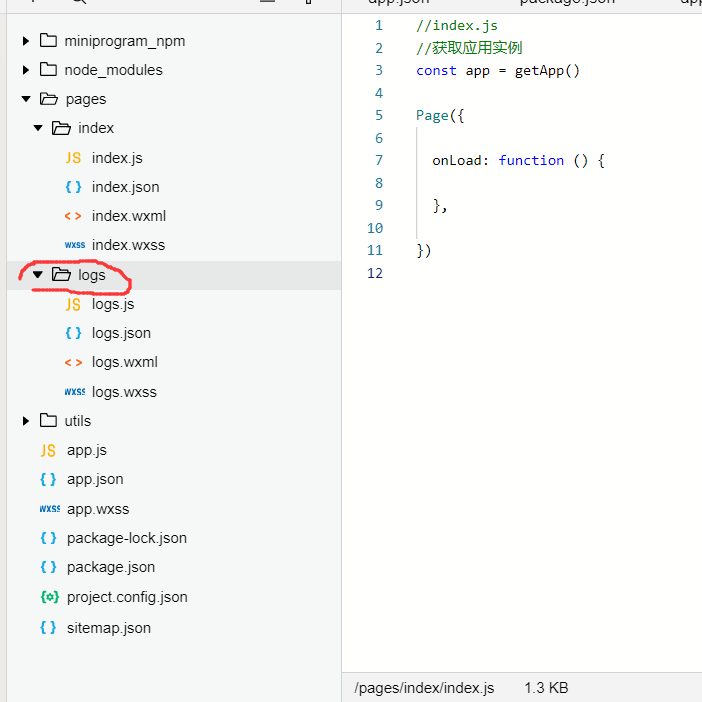 miniprogram_npm
node_modules
pages
index
JS index.js
{ } index.json
< > index.wxml
wxss index.wxss
logs
JS logs.js
{ } logs.json
< > logs.wxml
wxss logs.wxss
utils
JS app.js
{ } app.json
wxss app.wxss
{ } package-lock.json
{ } package.json
{ } project.config.json
{ } sitemap.json
app.json package.json
1 //index.js
2 //获取应用实例
3 const app = getApp()
4
5 Page({
6
7 onLoad: function () {
8
9 },
10
11 })
12
/pages/index/index.js 1.3 KB